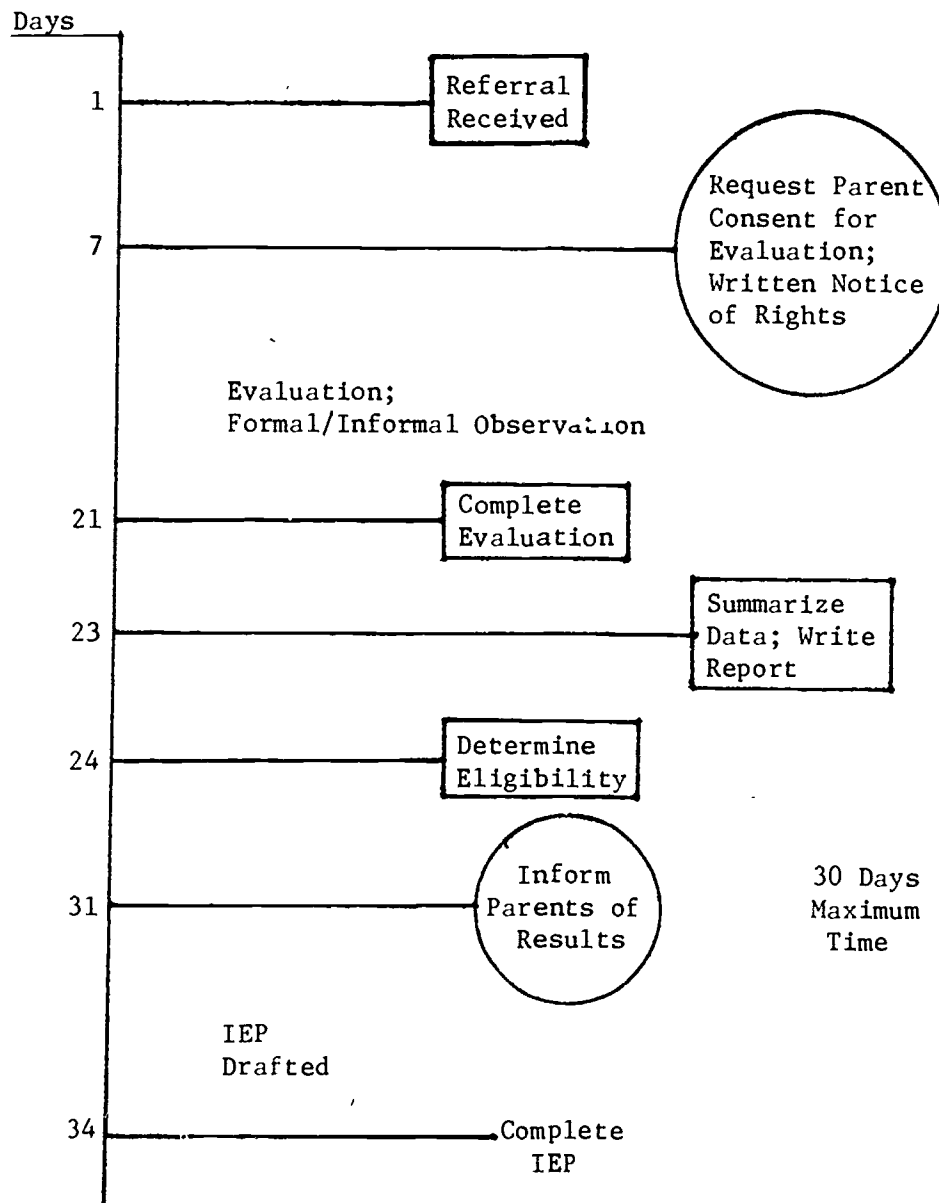 Days
1
Referral
Received
7
Request Parent
Consent for
Evaluation;
Written Notice
of Rights
Evaluation;
Formal/Informal Observation
21
Complete
Evaluation
23
Summarize
Data; Write
Report
24
Determine
Eligibility
31
Inform
Parents of
Results
30 Days
Maximum
Time
IEP
Drafted
34
Complete
IEP